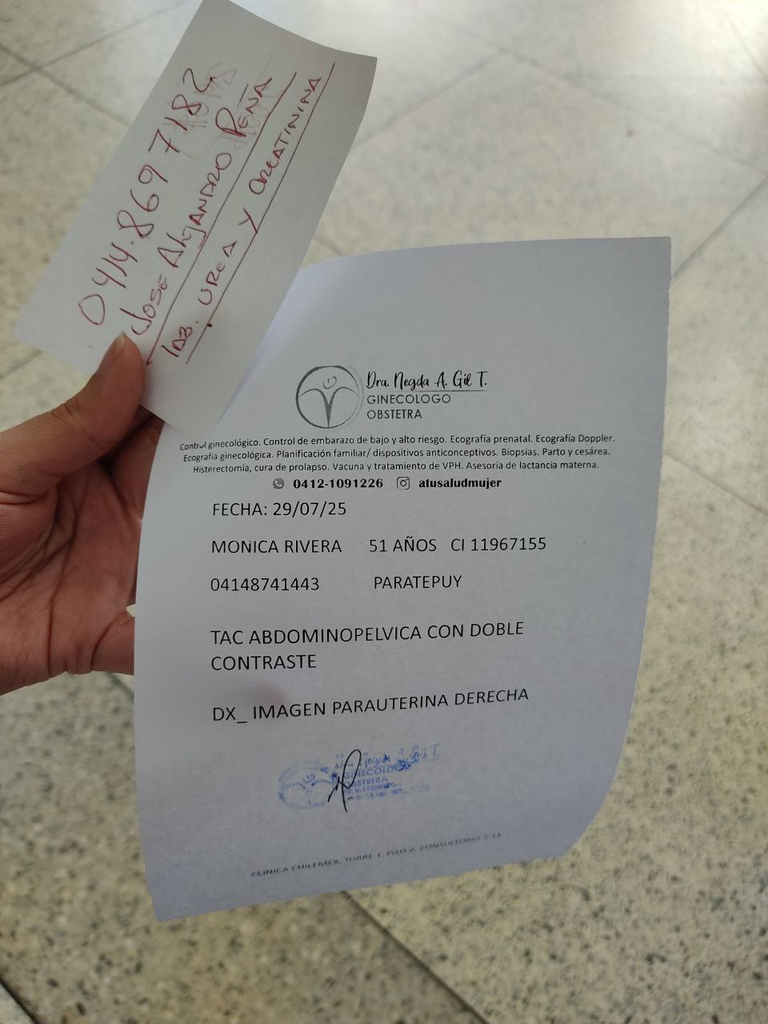 0414.8697182
José Alejandro Peña
Lab. Urea y Creatinina
Dra. Negda A. Gil T.
GINECOLOGO
OBSTETRA
Control ginecológico. Control de embarazo de bajo y alto riesgo. Ecografía prenatal. Ecografía Doppler.
Ecografía ginecológica. Planificación familiar/ dispositivos anticonceptivos. Biopsias. Parto y cesárea.
Histerectomía, cura de prolapso. Vacuna y tratamiento de VPH. Asesoría de lactancia materna.
0412-1091226 atusaludmujer
FECHA: 29/07/25
MONICA RIVERA 51 AÑOS CI 11967155
04148741443 PARATEPUY
TAC ABDOMINOPELVICA CON DOBLE
CONTRASTE
DX_ IMAGEN PARAUTERINA DERECHA
GINECOLOGO
OBSTETRA
CLINICA CHILEMEX, TORRE 1, PISO 2, CONSULTORIO